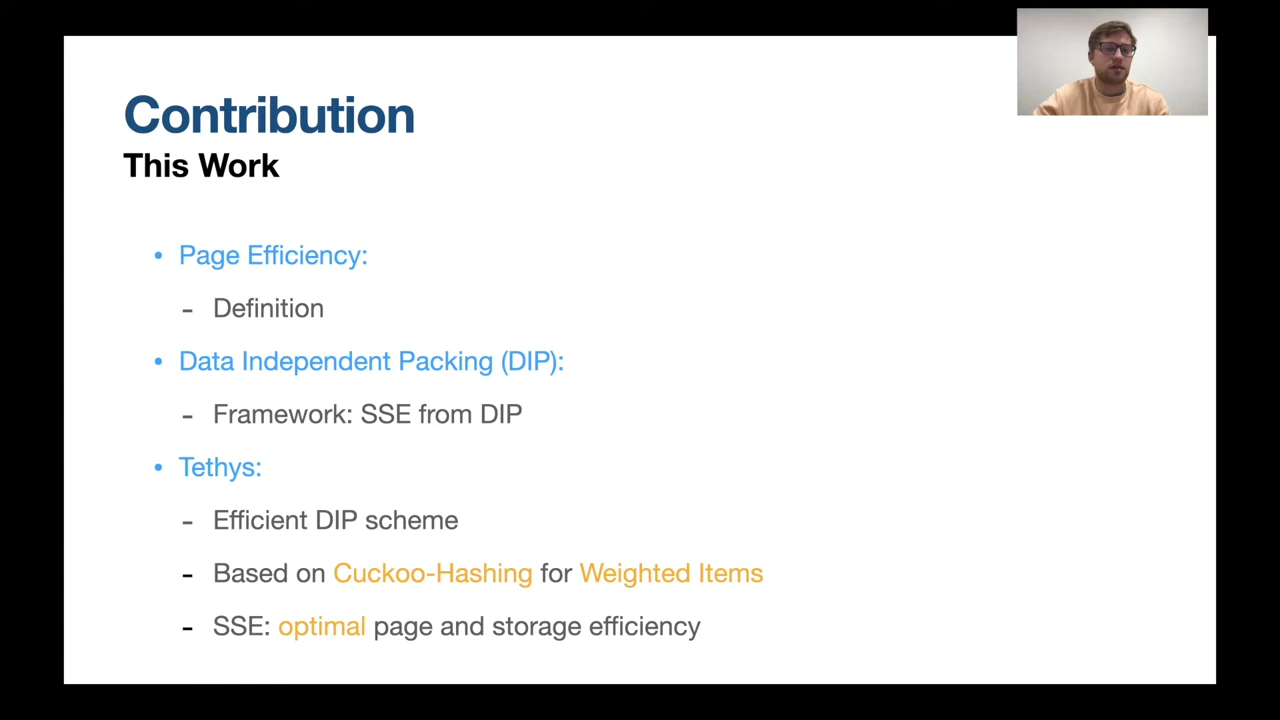 Contribution
This Work
• Page Efficiency:
- Definition
• Data Independent Packing (DIP):
- Framework: SSE from DIP
• Tethys:
- Efficient DIP scheme
- Based on Cuckoo-Hashing for Weighted Items
- SSE: optimal page and storage efficiency